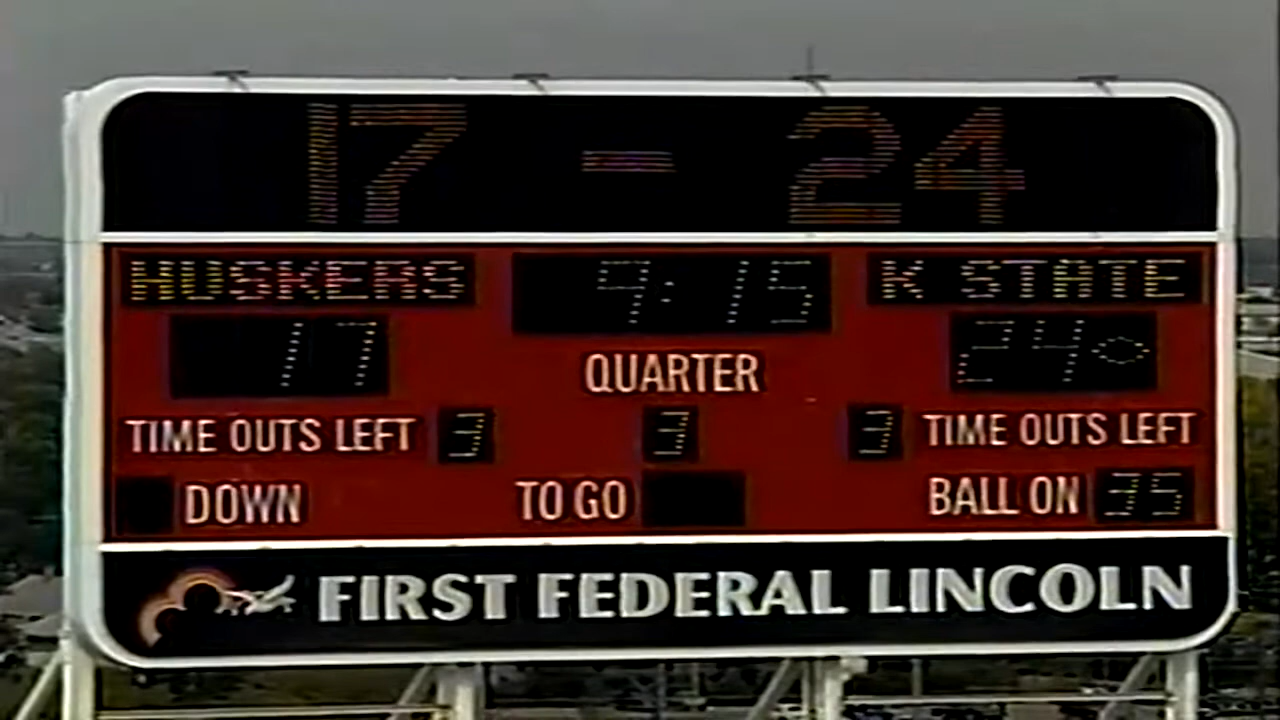 17 - 24
HUSKERS 9:15 K STATE
17 QUARTER 24
TIME OUTS LEFT 3 3 3 TIME OUTS LEFT
DOWN TO GO BALL ON 35
FIRST FEDERAL LINCOLN